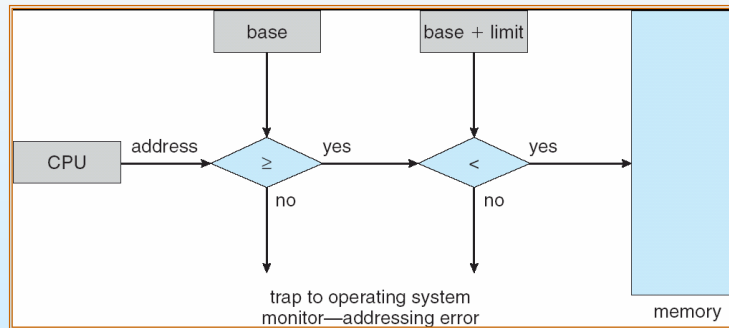 base
base + limit
CPU
address
≥
yes
<
yes
no
no
trap to operating system
monitor—addressing error
memory